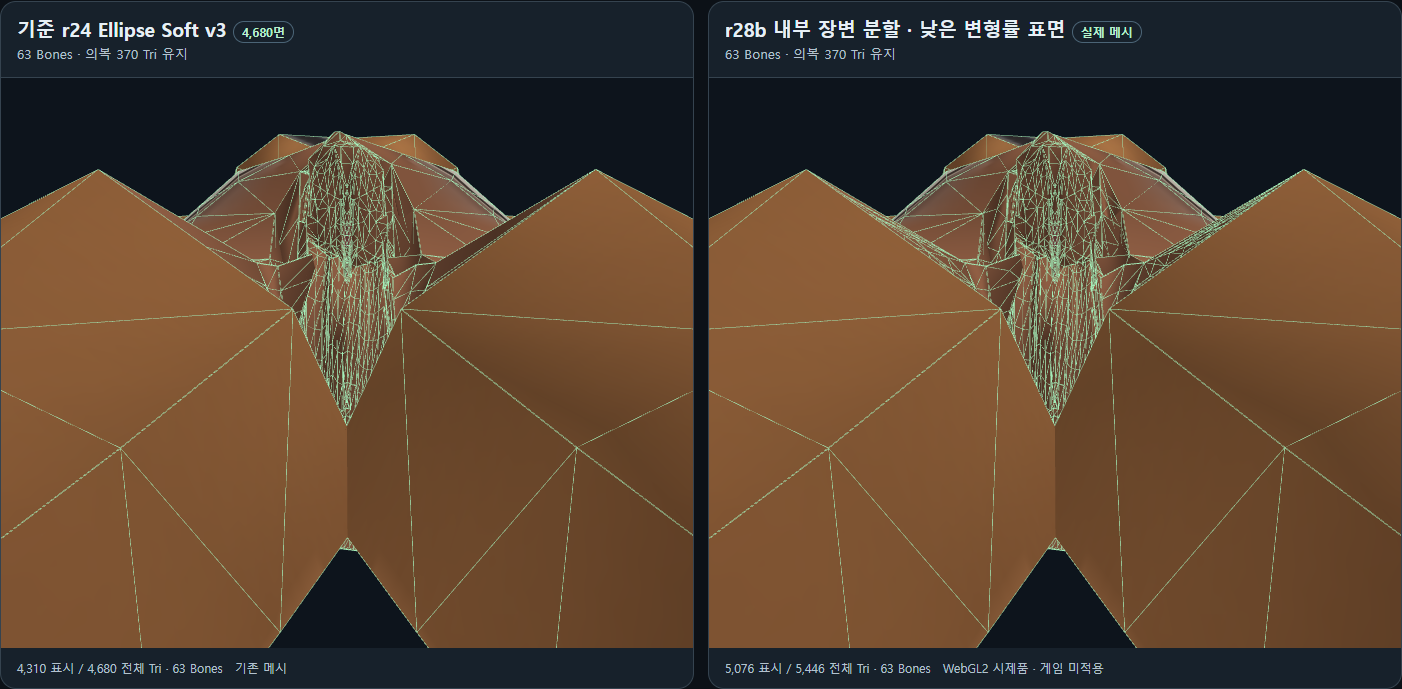 기준 r24 Ellipse Soft v3 4,680면
63 Bones · 의복 370 Tri 유지
4,310 표시 / 4,680 전체 Tri · 63 Bones 기존 메시
r28b 내부 장변 분할 · 낮은 변형률 표면 실제 메시
63 Bones · 의복 370 Tri 유지
5,076 표시 / 5,446 전체 Tri · 63 Bones WebGL2 시제품 · 게임 미적용